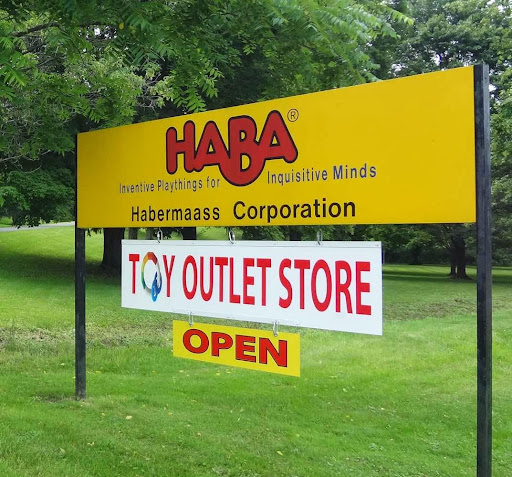 HABA®
Inventive Playthings for Inquisitive Minds
Habermaass Corporation
TOY OUTLET STORE
OPEN